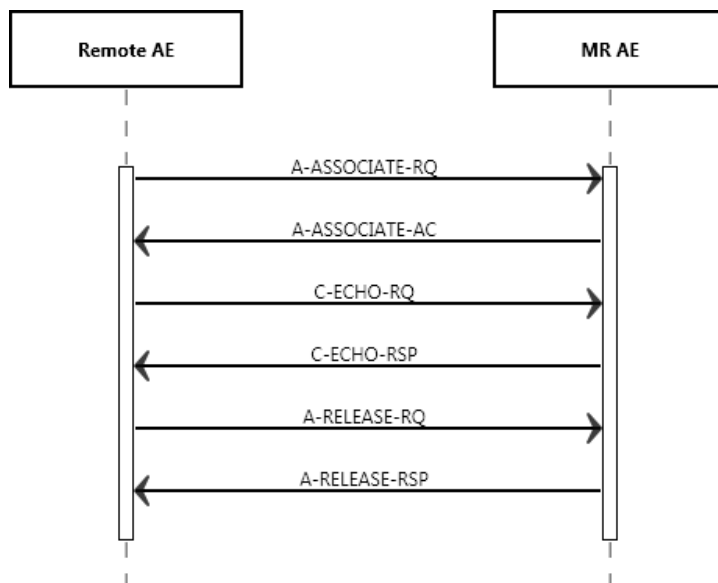 Remote AE
MR AE
A-ASSOCIATE-RQ
A-ASSOCIATE-AC
C-ECHO-RQ
C-ECHO-RSP
A-RELEASE-RQ
A-RELEASE-RSP